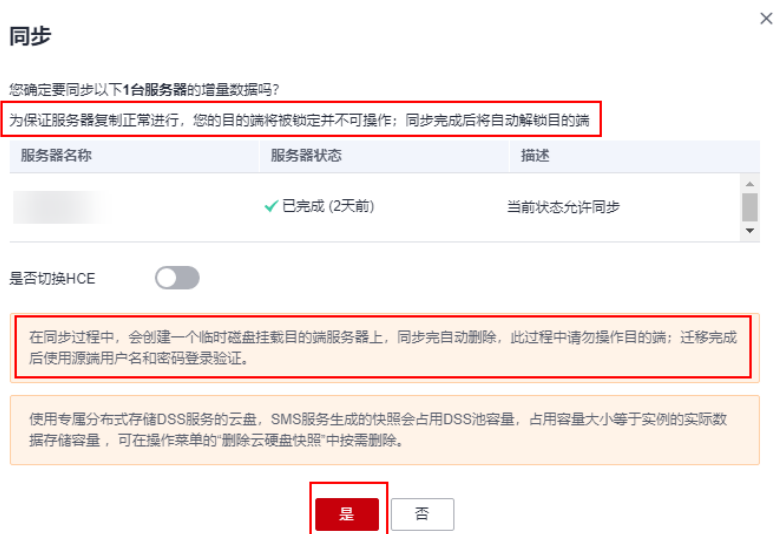 同步
您确定要同步以下1台服务器的增量数据吗?
为保证服务器复制正常进行，您的目的端将被锁定并不可操作；同步完成后将自动解锁目的端
服务器名称 服务器状态 描述
已完成 (2天前) 当前状态允许同步
是否切换HCE
在同步过程中，会创建一个临时磁盘挂载目的端服务器上，同步完自动删除，此过程中请勿操作目的端；迁移完成
后使用源端用户名和密码登录验证。
使用专属分布式存储DSS服务的云盘，SMS服务生成的快照会占用DSS池容量，占用容量大小等于实例的实际数
据存储容量 ，可在操作菜单的“删除云硬盘快照”中按需删除。
是 否